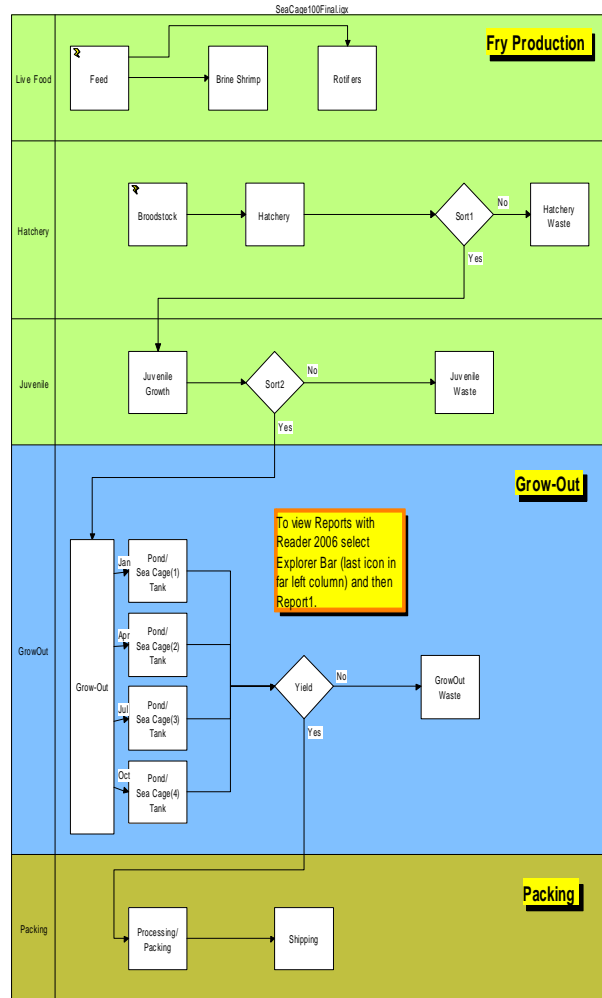 SeaCage100Final.igx
Fry Production
Live Food
Feed
Brine Shrimp
Rotifers
Hatchery
Broodstock
Hatchery
Sort1
No
Hatchery
Waste
Yes
Juvenile
Juvenile
Growth
Sort2
No
Juvenile
Waste
Yes
Grow-Out
To view Reports with
Reader 2006 select
Explorer Bar (last icon in
far left column) and then
Report1.
GrowOut
Grow-Out
Jan
Pond/
Sea Cage(1)
Tank
Apr
Pond/
Sea Cage(2)
Tank
Jul
Pond/
Sea Cage(3)
Tank
Oct
Pond/
Sea Cage(4)
Tank
Yield
No
GrowOut
Waste
Yes
Packing
Packing
Processing/
Packing
Shipping